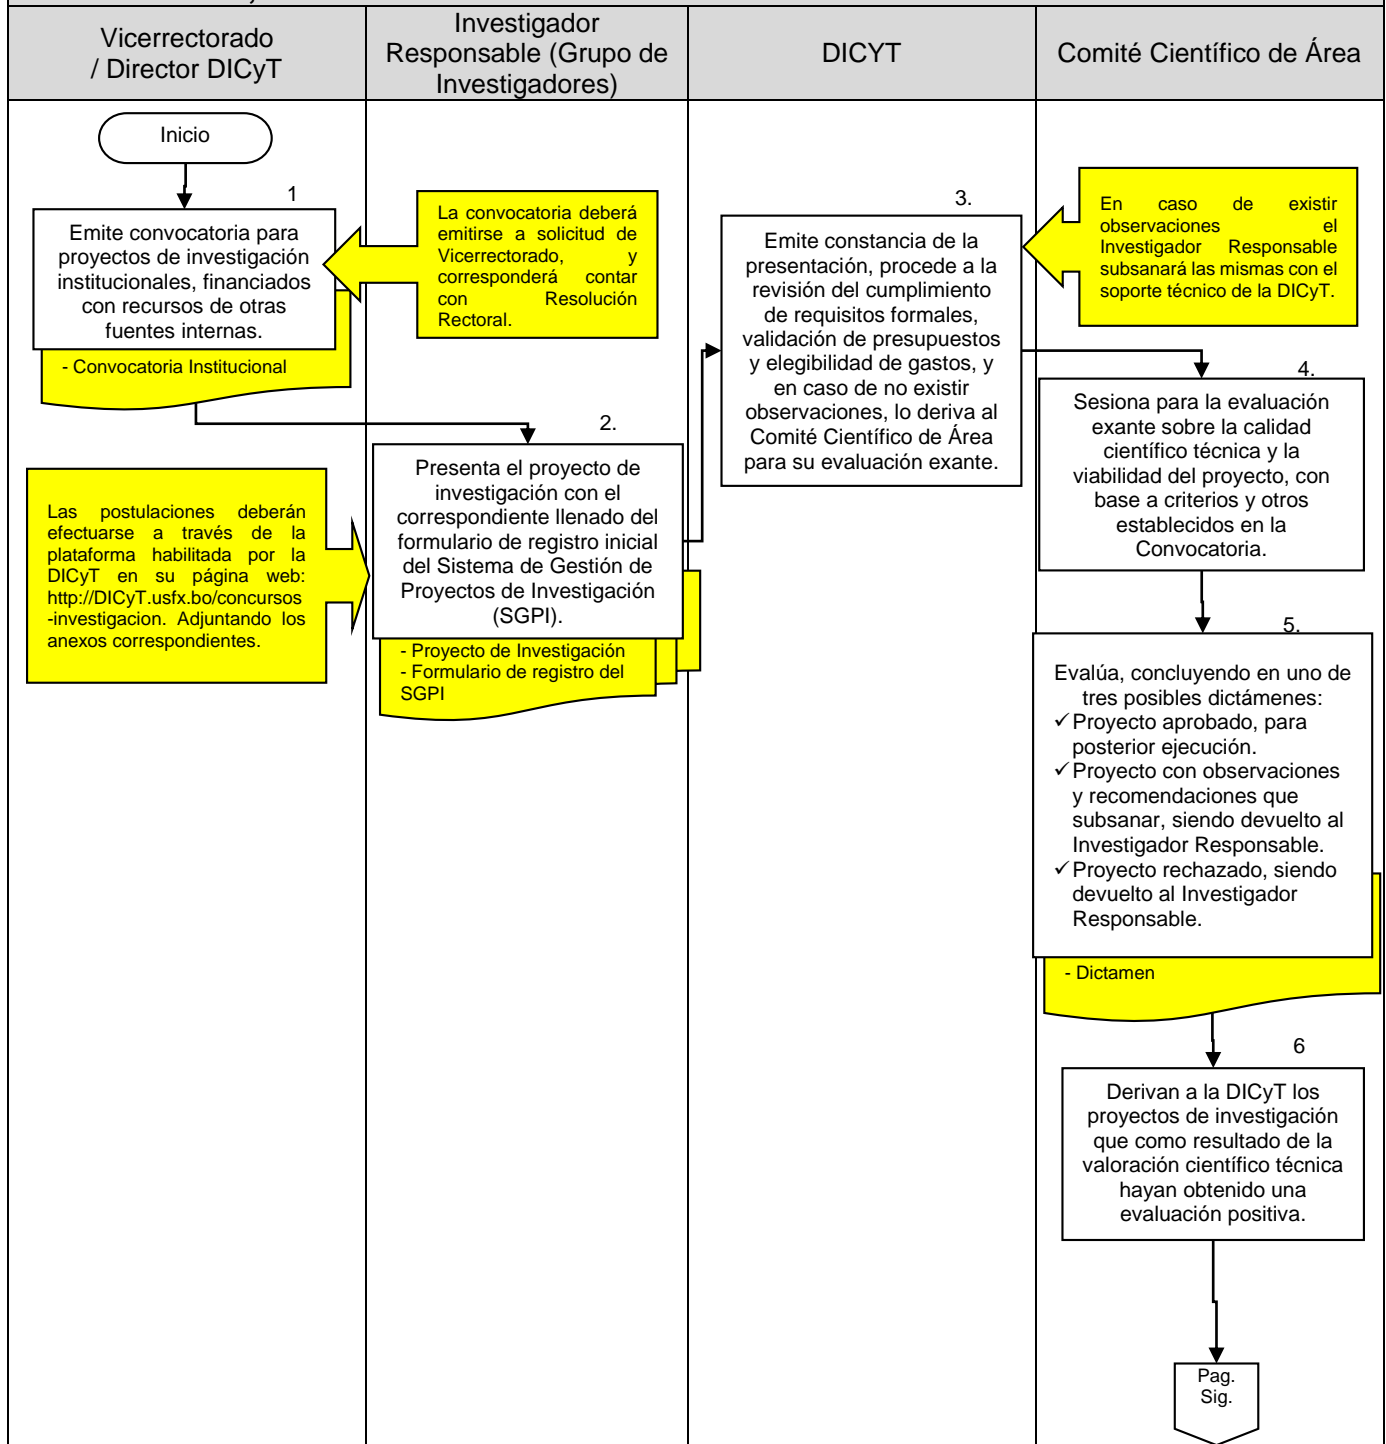 Vicerrectorado
/ Director DICyT
Investigador
Responsable (Grupo de
Investigadores)
DICYT
Comité Científico de Área
Inicio
1
Emite convocatoria para
proyectos de investigación
institucionales, financiados
con recursos de otras
fuentes internas.
- Convocatoria Institucional
La convocatoria deberá
emitirse a solicitud de
Vicerrectorado, y
corresponderá contar
con Resolución
Rectoral.
2.
Presenta el proyecto de
investigación con el
correspondiente llenado del
formulario de registro inicial
del Sistema de Gestión de
Proyectos de Investigación
(SGPI).
- Proyecto de Investigación
- Formulario de registro del
SGPI
Las postulaciones deberán
efectuarse a través de la
plataforma habilitada por la
DICyT en su página web:
http://DICyT.usfx.bo/concursos
-investigacion. Adjuntando los
anexos correspondientes.
3.
Emite constancia de la
presentación, procede a la
revisión del cumplimiento
de requisitos formales,
validación de presupuestos
y elegibilidad de gastos, y
en caso de no existir
observaciones, lo deriva al
Comité Científico de Área
para su evaluación exante.
En caso de existir
observaciones el
Investigador Responsable
subsanará las mismas con el
soporte técnico de la DICyT.
4.
Sesiona para la evaluación
exante sobre la calidad
científico técnica y la
viabilidad del proyecto, con
base a criterios y otros
establecidos en la
Convocatoria.
5.
Evalúa, concluyendo en uno de
tres posibles dictámenes:
✓Proyecto aprobado, para
posterior ejecución.
✓Proyecto con observaciones
y recomendaciones que
subsanar, siendo devuelto al
Investigador Responsable.
✓Proyecto rechazado, siendo
devuelto al Investigador
Responsable.
- Dictamen
6
Derivan a la DICyT los
proyectos de investigación
que como resultado de la
valoración científico técnica
hayan obtenido una
evaluación positiva.
Pag.
Sig.